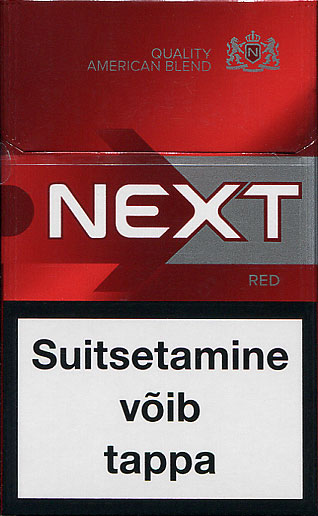 QUALITY
AMERICAN BLEND
N
NEXT
RED
Suitsetamine
võib
tappa